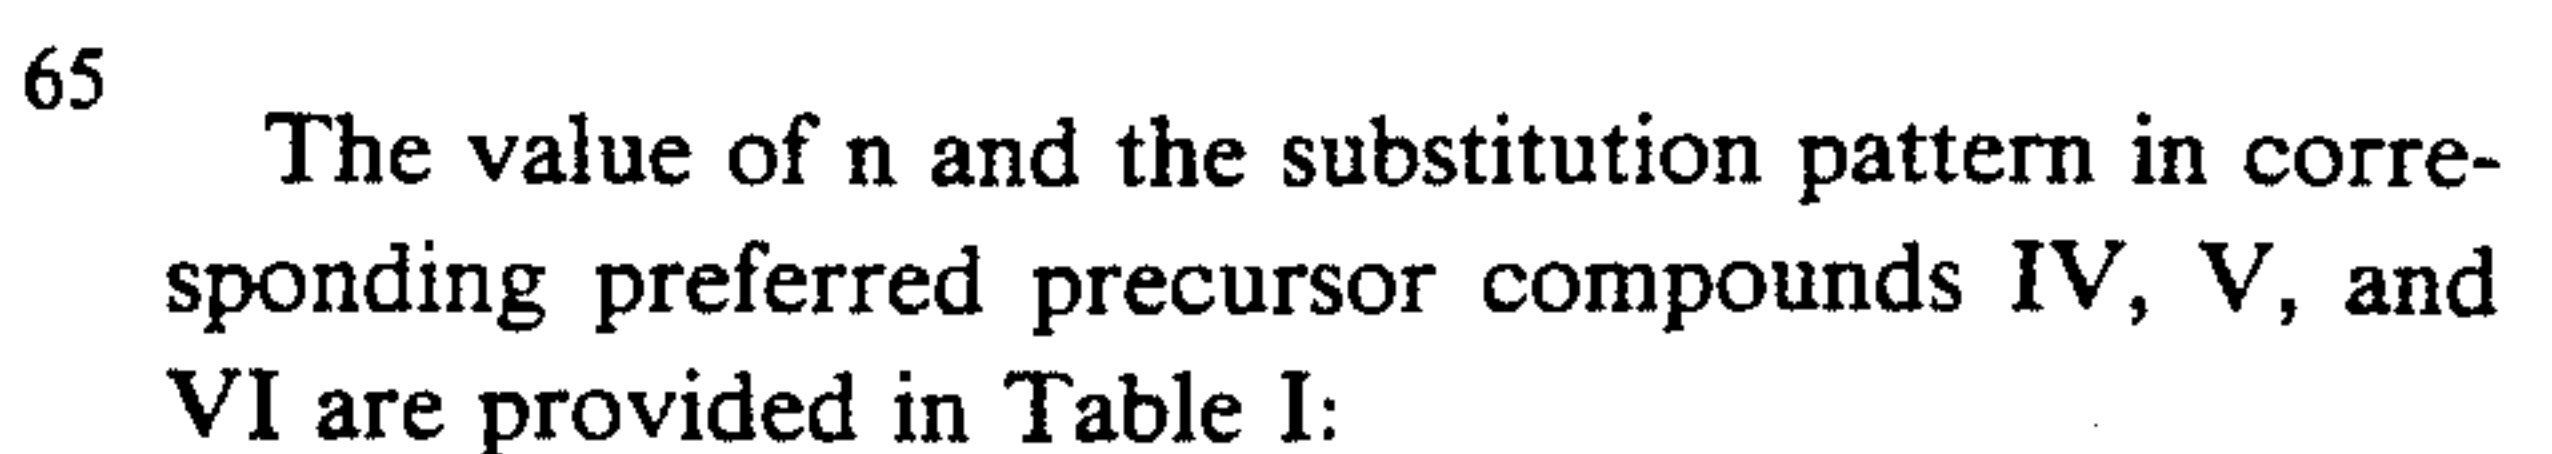 65
The value of n and the substitution pattern in corre-
sponding preferred precursor compounds IV, V, and
VI are provided in Table I: